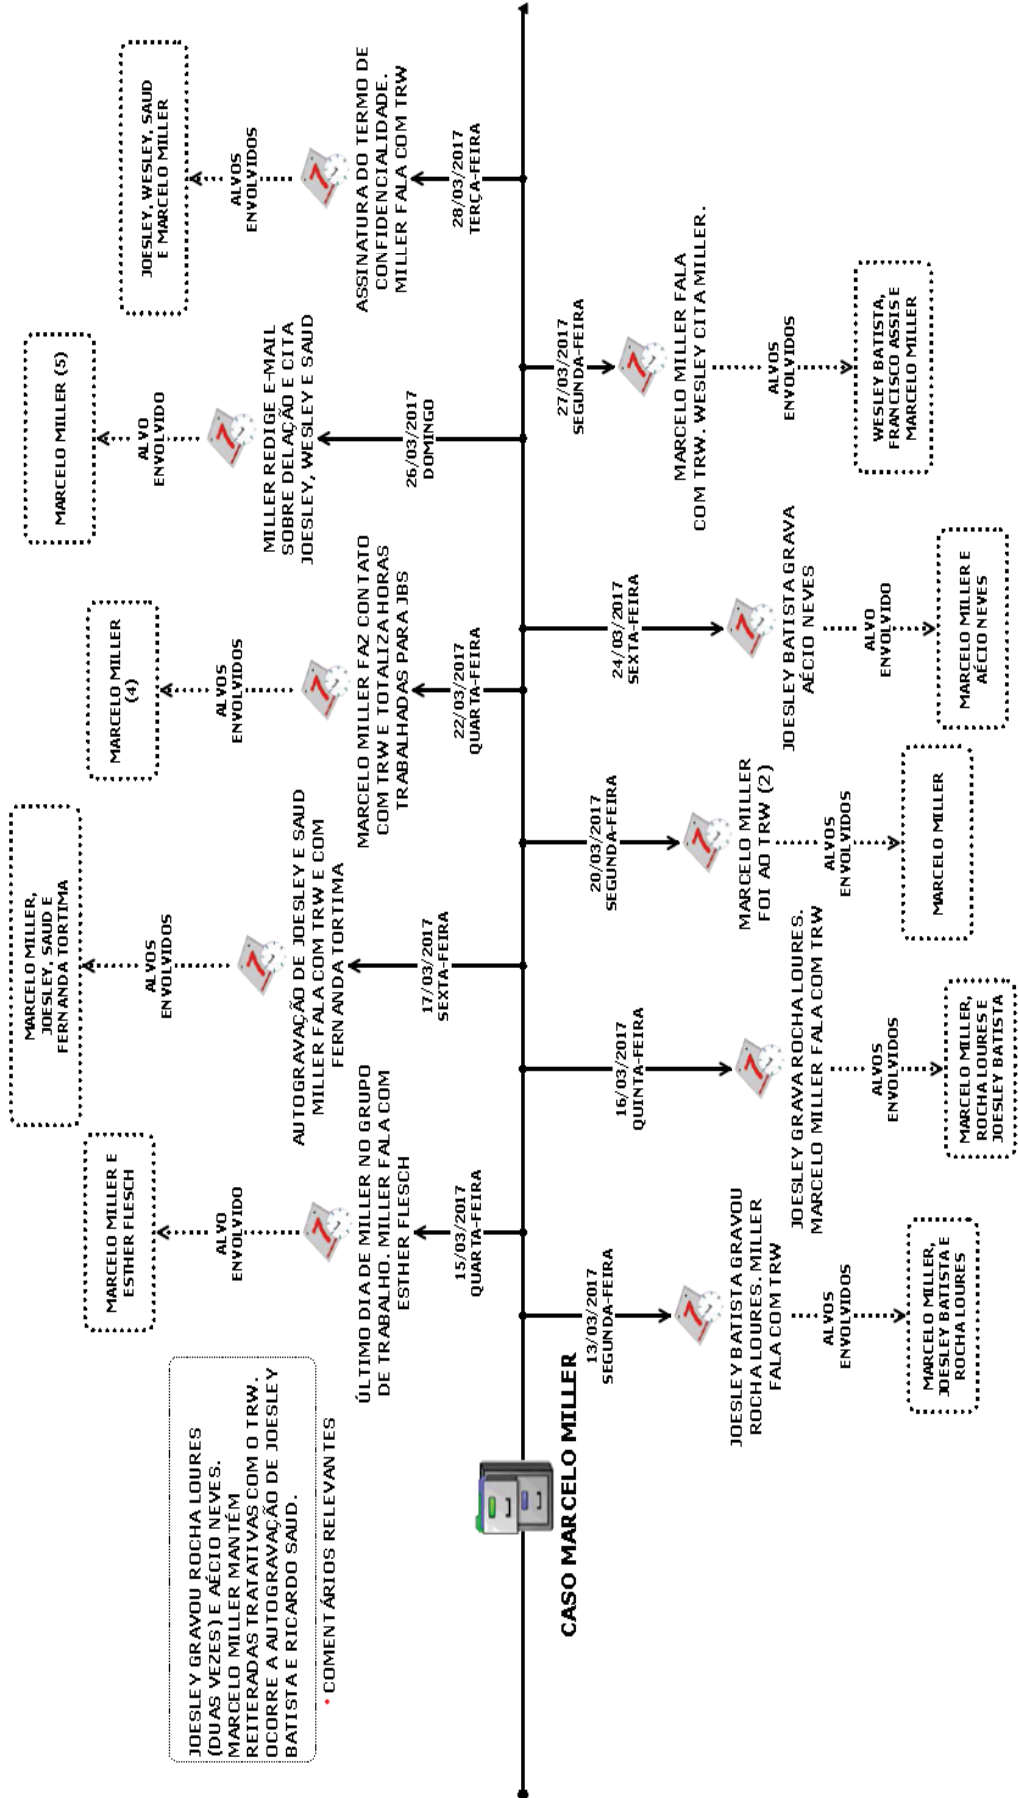 JOESLEY GRAVOU ROCHA LOURES
(DUAS VEZES) E AÉCIO NEVES.
MARCELO MILLER MANTÉM
REITERADAS TRATATIVAS COM O TRW.
OCORRE A AUTOGRAVAÇÃO DE JOESLEY
BATISTA E RICARDO SAUD.
* COMENTÁRIOS RELEVANTES
CASO MARCELO MILLER
13/03/2017
SEGUNDA-FEIRA
JOESLEY BATISTA GRAVOU
ROCHA LOURES. MILLER
FALA COM TRW
ALVOS
ENVOLVIDOS
MARCELO MILLER,
JOESLEY BATISTA E
ROCHA LOURES
MARCELO MILLER E
ESTHER FLESCH
ALVO
ENVOLVIDO
ÚLTIMO DIA DE MILLER NO GRUPO
DE TRABALHO. MILLER FALA COM
ESTHER FLESCH
15/03/2017
QUARTA-FEIRA
16/03/2017
QUINTA-FEIRA
JOESLEY GRAVA ROCHA LOURES.
MARCELO MILLER FALA COM TRW
ALVOS
ENVOLVIDOS
MARCELO MILLER,
ROCHA LOURES E
JOESLEY BATISTA
MARCELO MILLER,
JOESLEY, SAUD E
FERNANDA TORTIMA
ALVOS
ENVOLVIDOS
AUTOGRAVAÇÃO DE JOESLEY E SAUD
MILLER FALA COM TRW E COM
FERNANDA TORTIMA
17/03/2017
SEXTA-FEIRA
20/03/2017
SEGUNDA-FEIRA
MARCELO MILLER
FOI AO TRW (2)
ALVOS
ENVOLVIDOS
MARCELO MILLER
MARCELO MILLER
(4)
ALVOS
ENVOLVIDOS
MARCELO MILLER FAZ CONTATO
COM TRW E TOTALIZA HORAS
TRABALHADAS PARA JBS
22/03/2017
QUARTA-FEIRA
24/03/2017
SEXTA-FEIRA
JOESLEY BATISTA GRAVA
AÉCIO NEVES
ALVO
ENVOLVIDO
MARCELO MILLER E
AÉCIO NEVES
MARCELO MILLER (5)
ALVO
ENVOLVIDO
MILLER REDIGE E-MAIL
SOBRE DELAÇÃO E CITA
JOESLEY, WESLEY E SAUD
26/03/2017
DOMINGO
27/03/2017
SEGUNDA-FEIRA
MARCELO MILLER FALA
COM TRW. WESLEY CITA MILLER.
ALVOS
ENVOLVIDOS
WESLEY BATISTA,
FRANCISCO ASSIS E
MARCELO MILLER
JOESLEY, WESLEY, SAUD
E MARCELO MILLER
ALVOS
ENVOLVIDOS
ASSINATURA DO TERMO DE
CONFIDENCIALIDADE.
MILLER FALA COM TRW
28/03/2017
TERÇA-FEIRA